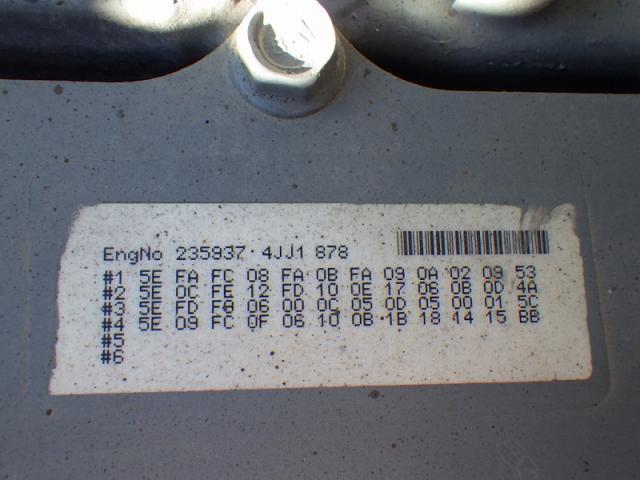 EngNo 235937 4JJ1 878
#1 5E FA FC 08 FA 0B FA 09 0A 02 09 53
#2 5E 0C FE 12 FD 10 0E 17 06 0B 0D 4A
#3 5E FD F6 06 00 0C 05 0D 05 00 01 5C
#4 5E 09 FC 0F 06 10 0B 1B 18 14 15 BB
#5
#6